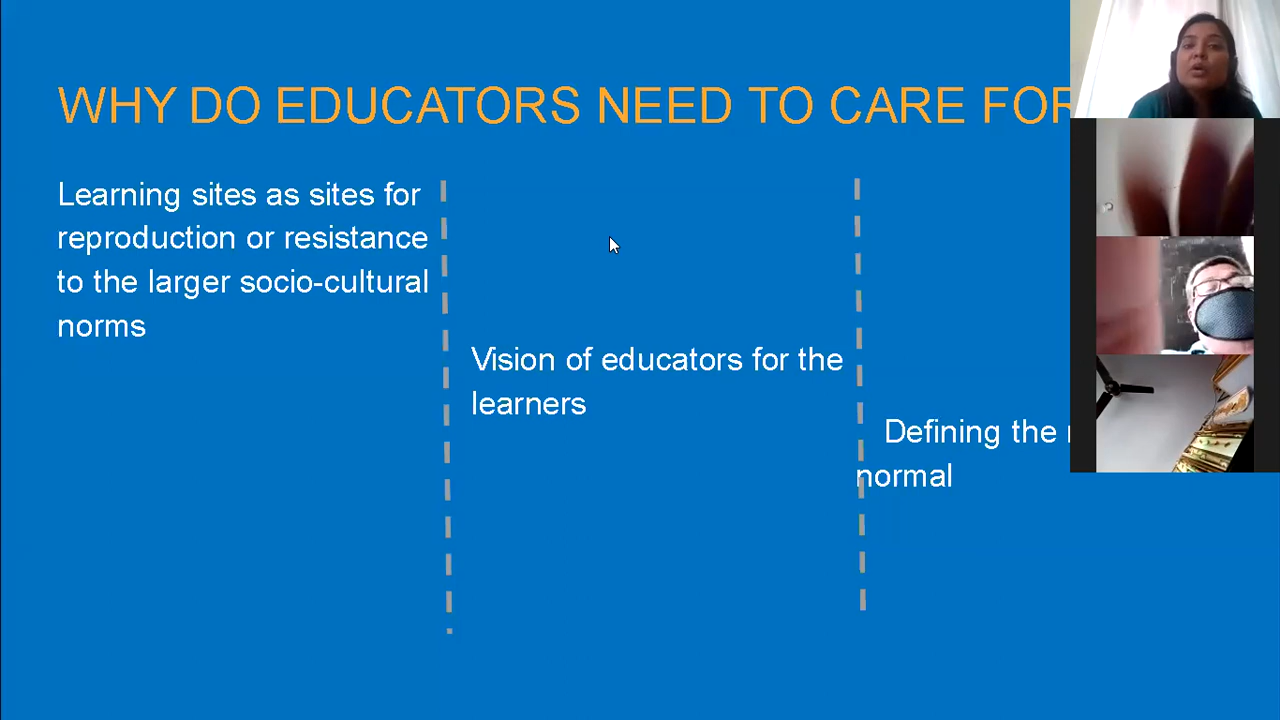 WHY DO EDUCATORS NEED TO CARE FOR
Learning sites as sites for
reproduction or resistance
to the larger socio-cultural
norms
Vision of educators for the
learners
Defining the
normal